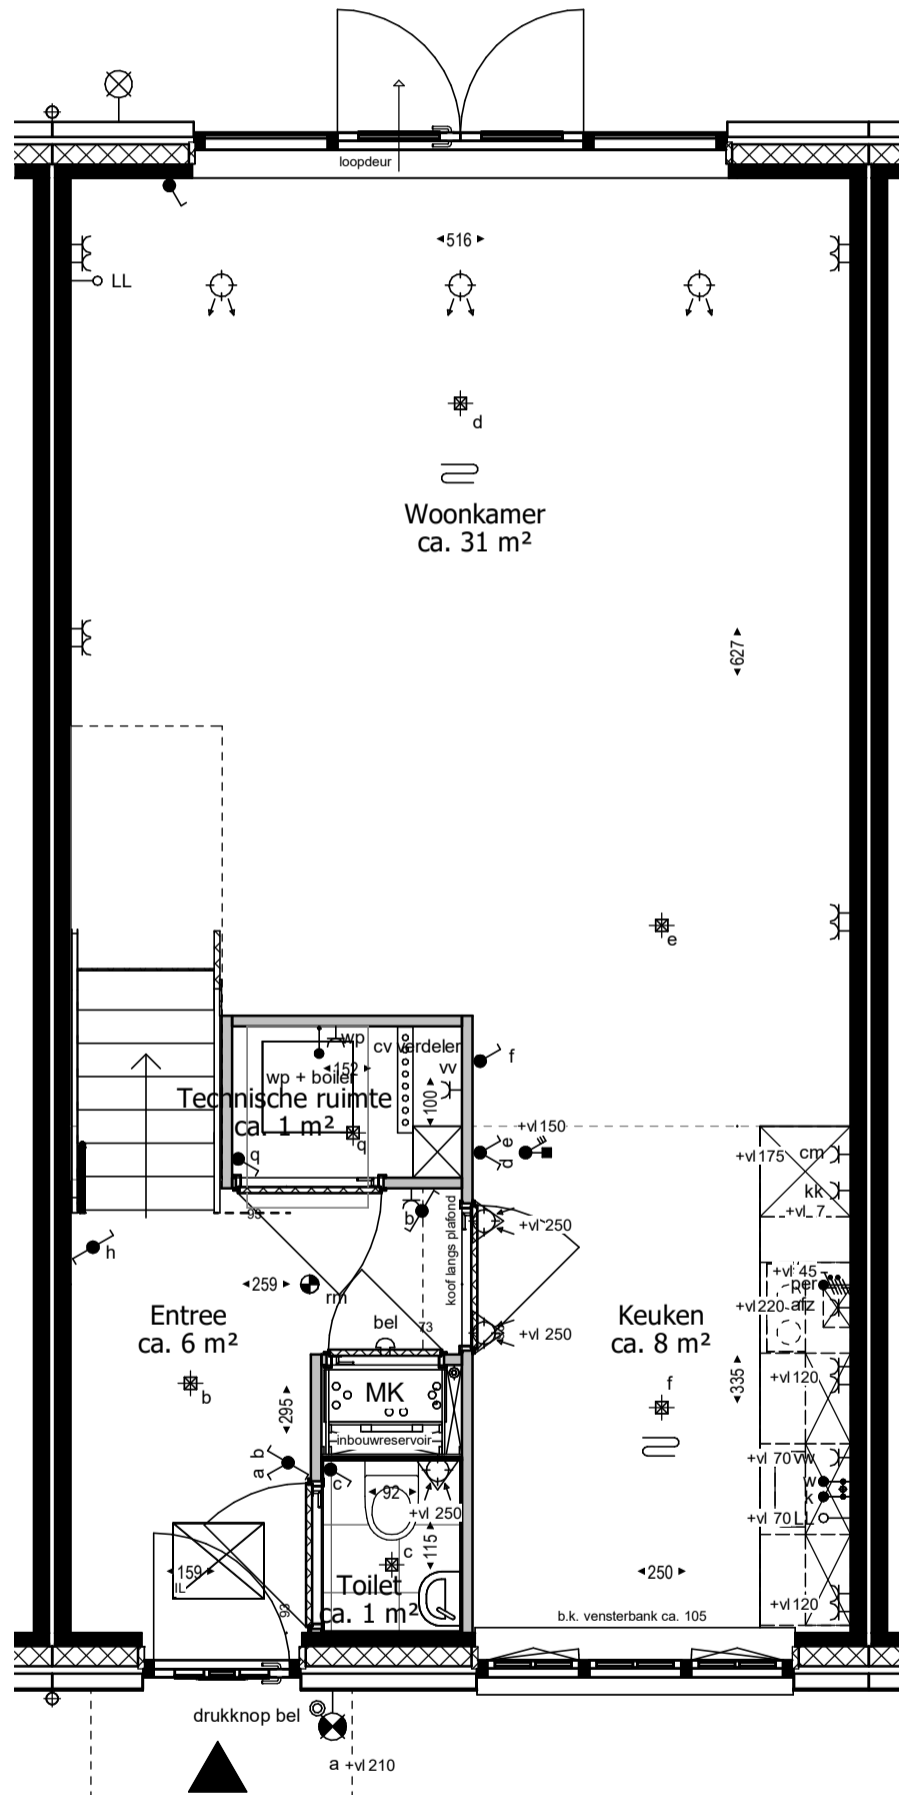 loopdeur
516
LL
d
Woonkamer
ca. 31 m²
627
e
wp
cv verdeler
152
wp + boiler
vv
100
f
Technische ruimte
ca. 1 m²
q
q
e
d
+vl 150
+vl 175
cm
kk
+vl 7
93
b
koof langs plafond
+vl 250
h
259
rm
+vl 45
per
+vl 220
afz
Entree
ca. 6 m²
bel
73
+vl 250
Keuken
ca. 8 m²
335
+vl 120
b
MK
f
295
inbouwreservoir
a b
c
92
+vl 250
+vl 70
vw
w
k
+vl 70
LL
115
c
159
IL
93
Toilet
ca. 1 m²
250
+vl 120
b.k. vensterbank ca. 105
drukknop bel
a +vl 210